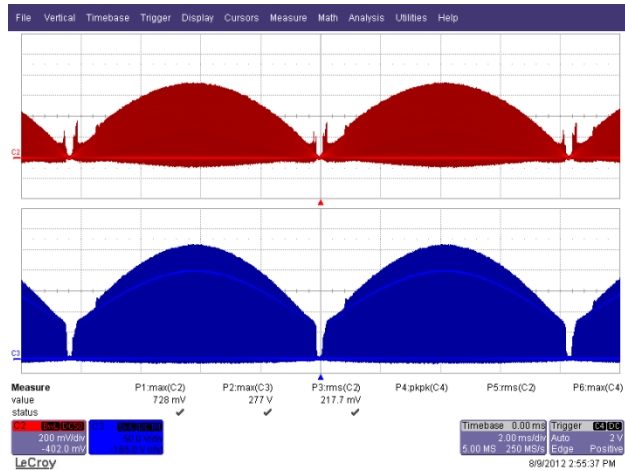 File Vertical Timebase Trigger Display Cursors Measure Math Analysis Utilities Help
C2
C3
Measure P1:max(C2) P2:max(C3) P3:rms(C2) P4:pkpk(C4) P5:rms(C2) P6:max(C4)
value 728 mV 277 V 217.7 mV
status
C2 BwL DC50
200 mV/div
-402.0 mV
C3
50.0 V/div
Timebase 0.00 ms
2.00 ms/div
5.00 MS 250 MS/s
Trigger C4 DC
Auto 2 V
Edge Positive
LeCroy
8/9/2012 2:55:37 PM